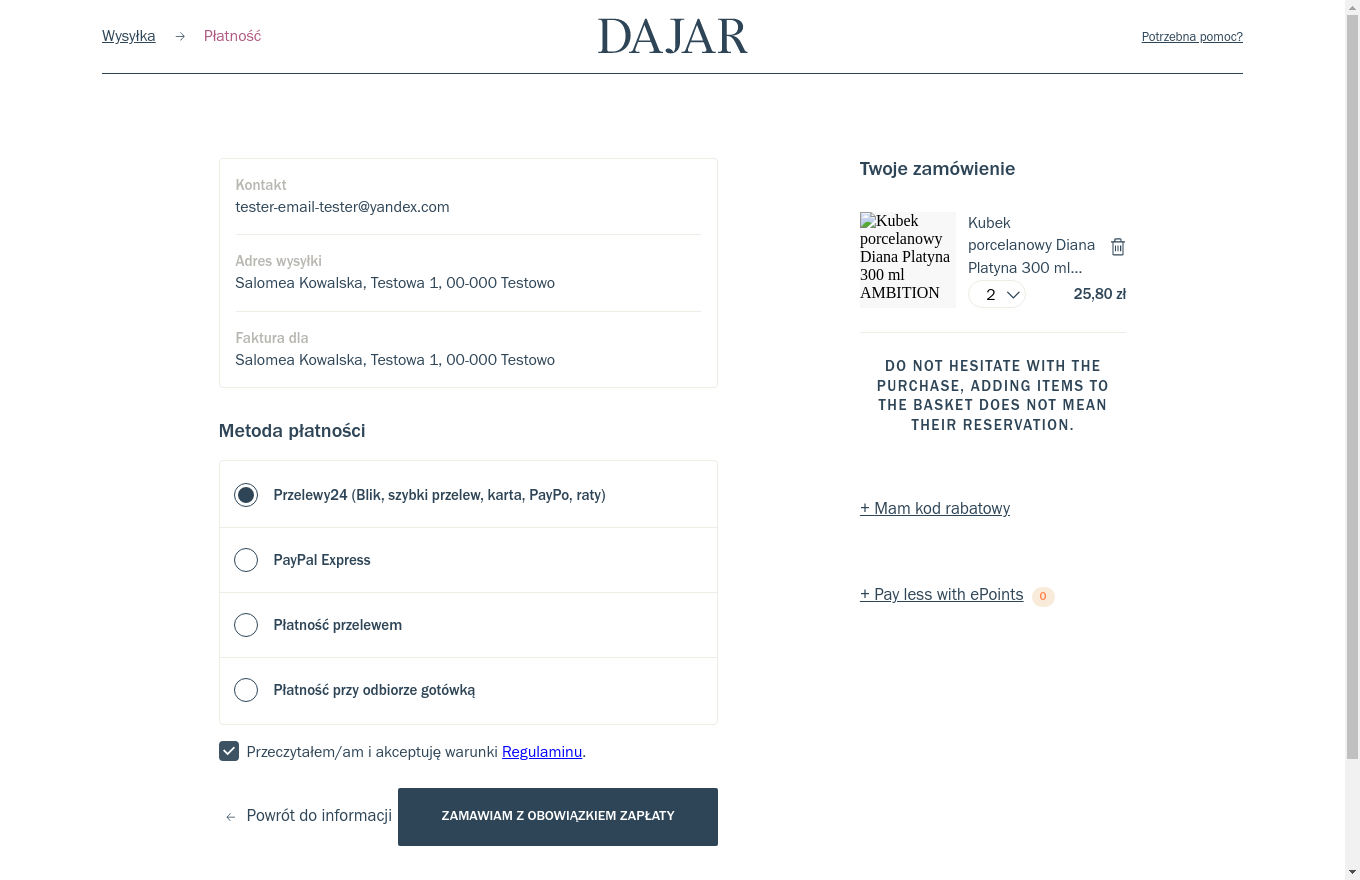 Wysyłka → Płatność
DAJAR
Potrzebna pomoc?
Kontakt
tester-email-tester@yandex.com
Adres wysyłki
Salomea Kowalska, Testowa 1, 00-000 Testowo
Faktura dla
Salomea Kowalska, Testowa 1, 00-000 Testowo
Metoda płatności
Przelewy24 (Blik, szybki przelew, karta, PayPo, raty)
PayPal Express
Płatność przelewem
Płatność przy odbiorze gotówką
Przeczytałem/am i akceptuję warunki Regulaminu.
← Powrót do informacji
ZAMAWIAM Z OBOWIĄZKIEM ZAPŁATY
Twoje zamówienie
Kubek
porcelanowy
Diana Platyna
300 ml
AMBITION
Kubek
porcelanowy Diana
Platyna 300 ml...
2
25,80 zł
DO NOT HESITATE WITH THE
PURCHASE, ADDING ITEMS TO
THE BASKET DOES NOT MEAN
THEIR RESERVATION.
+ Mam kod rabatowy
+ Pay less with ePoints 0